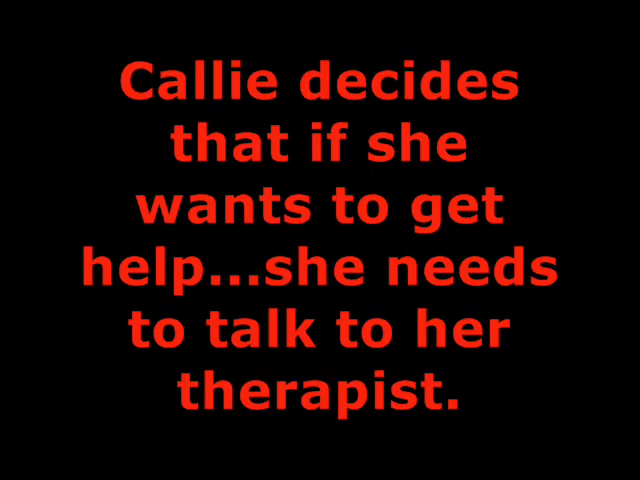 Callie decides
that if she
wants to get
help...she needs
to talk to her
therapist.